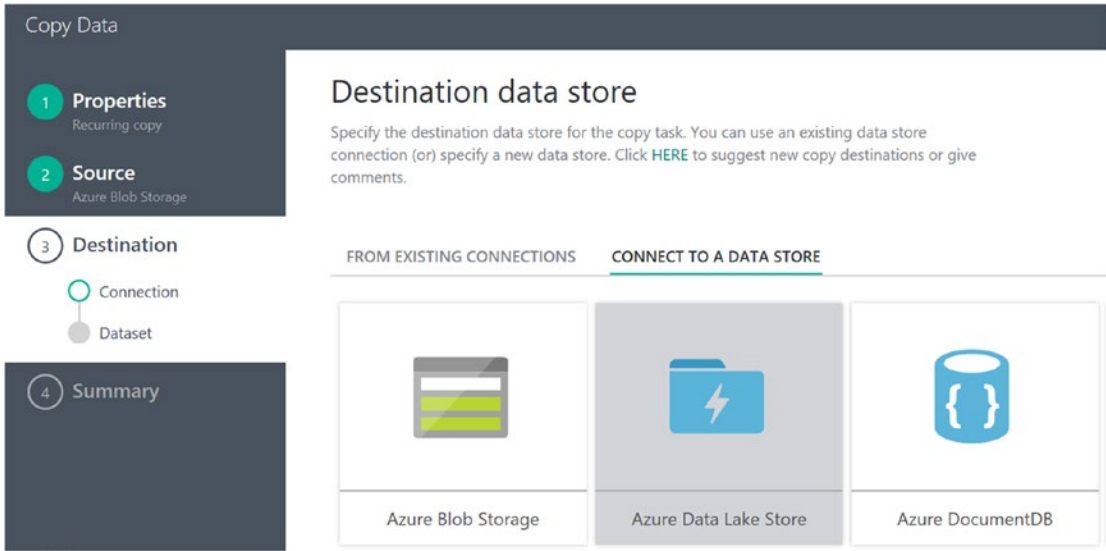 Copy Data
1 Properties
Recurring copy
2 Source
Azure Blob Storage
3 Destination
Connection
Dataset
4 Summary
Destination data store
Specify the destination data store for the copy task. You can use an existing data store
connection (or) specify a new data store. Click HERE to suggest new copy destinations or give
comments.
FROM EXISTING CONNECTIONS CONNECT TO A DATA STORE
Azure Blob Storage Azure Data Lake Store Azure DocumentDB